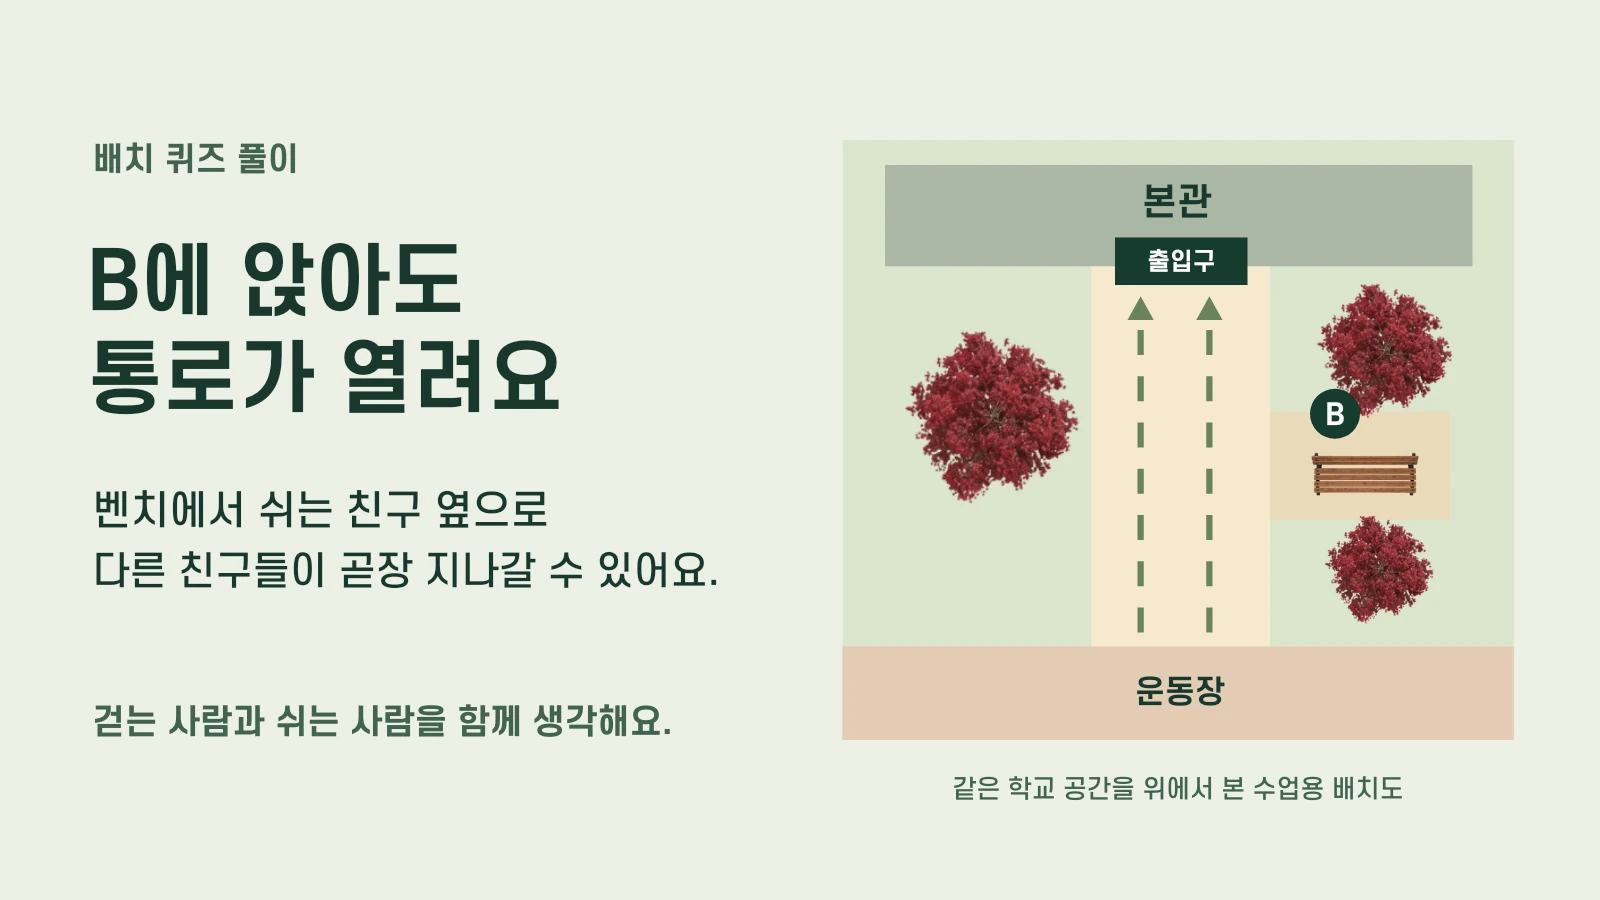 배치 퀴즈 풀이
B에 앉아도
통로가 열려요
벤치에서 쉬는 친구 옆으로
다른 친구들이 곧장 지나갈 수 있어요.
걷는 사람과 쉬는 사람을 함께 생각해요.
본관
출입구
B
운동장
같은 학교 공간을 위에서 본 수업용 배치도